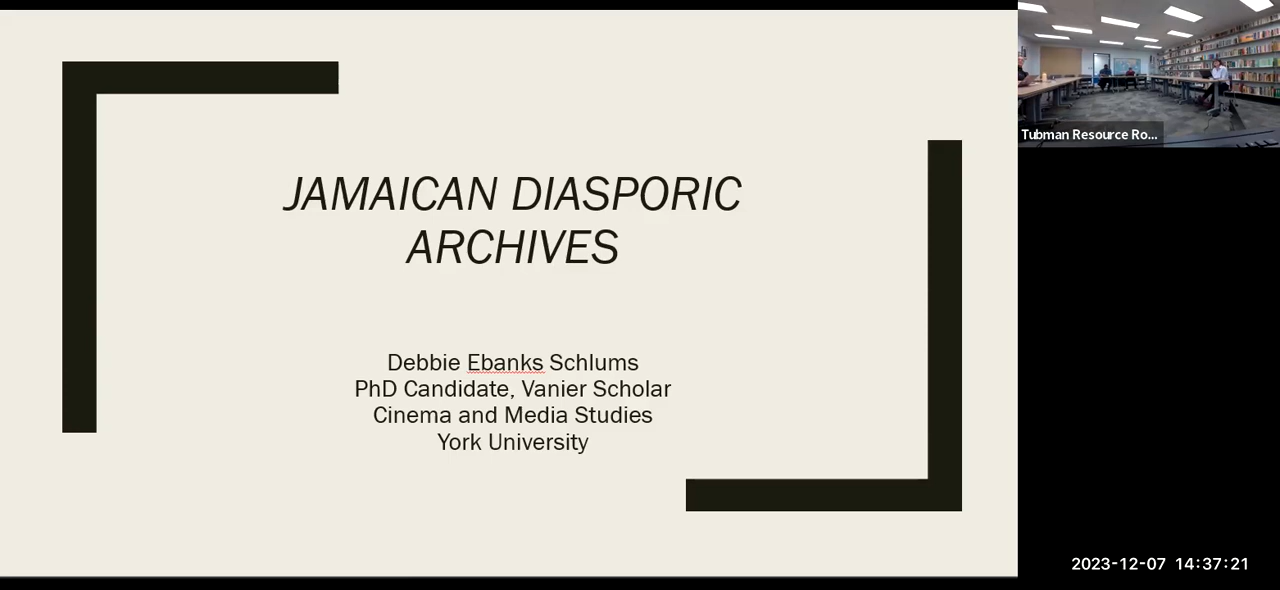 JAMAICAN DIASPORIC
ARCHIVES
Debbie Ebanks Schlums
PhD Candidate, Vanier Scholar
Cinema and Media Studies
York University
Tubman Resource Ro...
2023-12-07 14:37:21